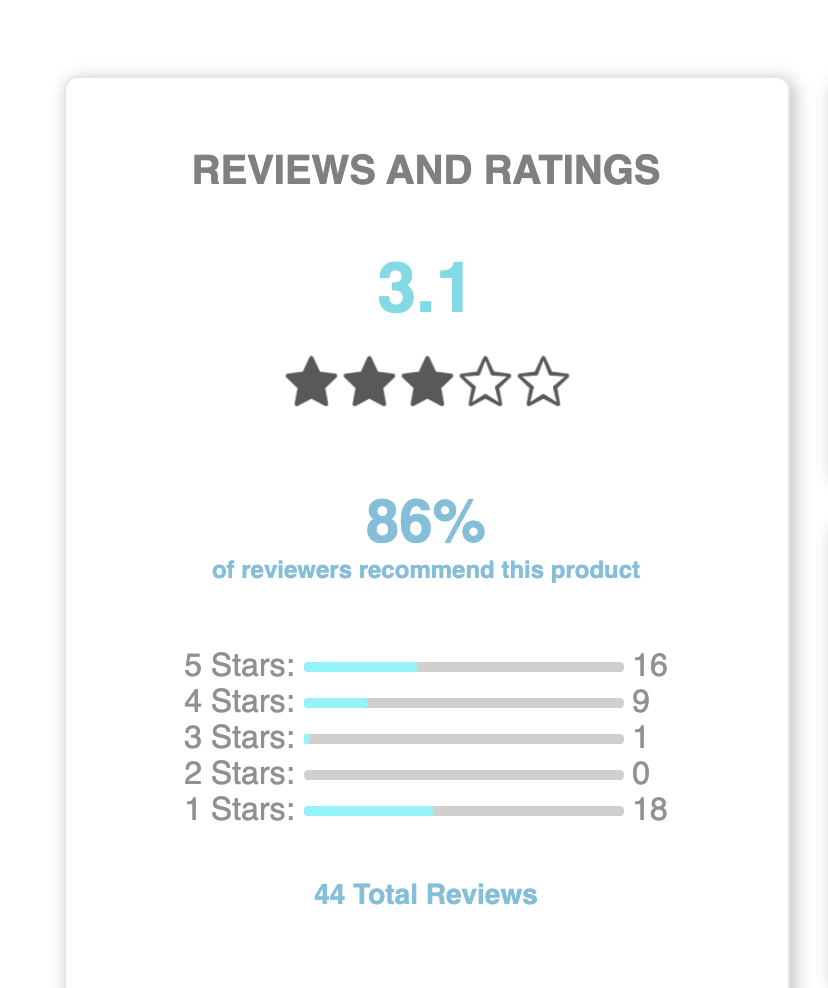 REVIEWS AND RATINGS
3.1
86%
of reviewers recommend this product
5 Stars: 16
4 Stars: 9
3 Stars: 1
2 Stars: 0
1 Stars: 18
44 Total Reviews